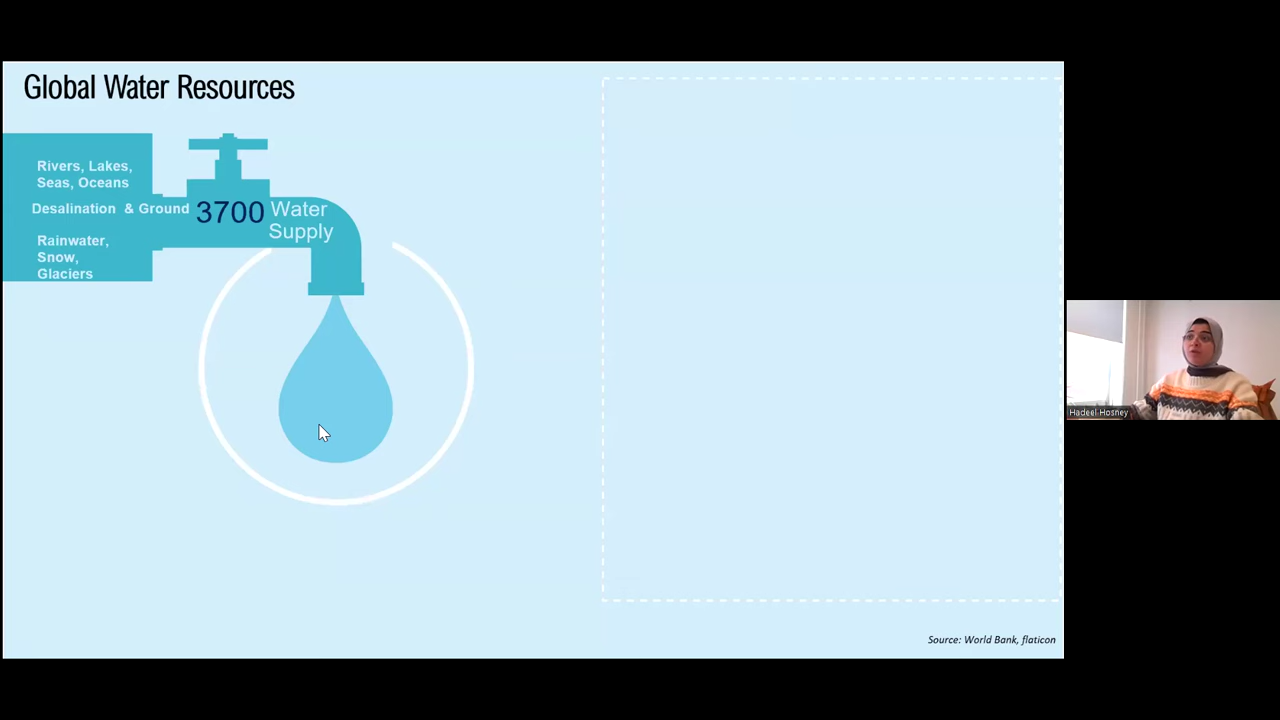 Global Water Resources
Rivers, Lakes,
Seas, Oceans
Desalination & Ground
Rainwater,
Snow,
Glaciers
3700
Water
Supply
Hadeel Hosney
Source: World Bank, flaticon